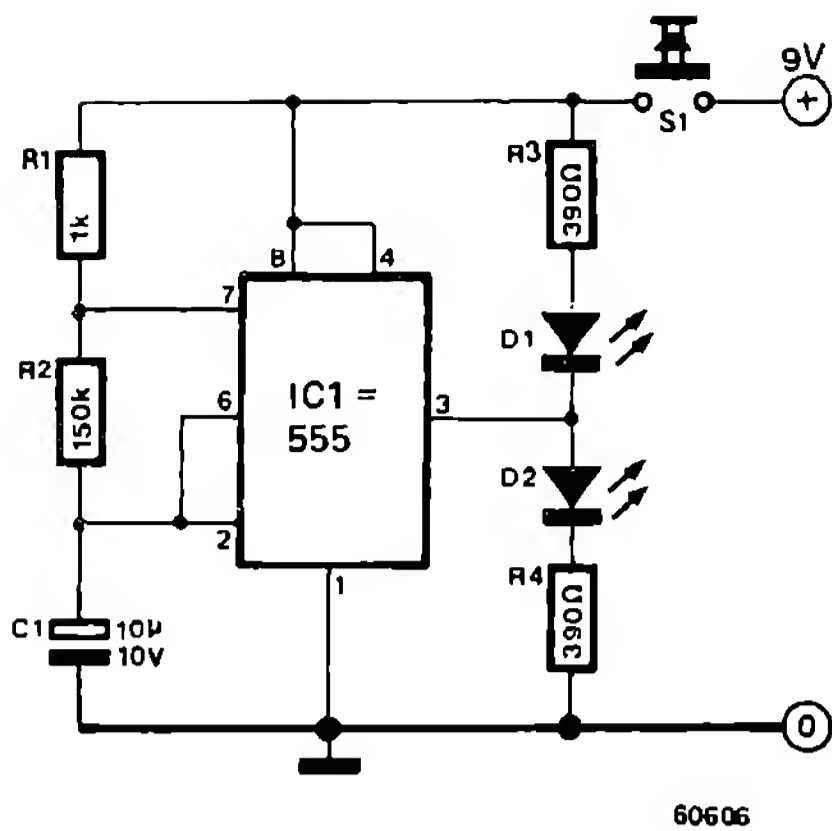 9V
+
S1
R1
1k
R3
390Ω
8
4
7
D1
R2
150k
6
IC1 =
555
3
D2
2
1
R4
390Ω
C1
10µ
10V
0
60606